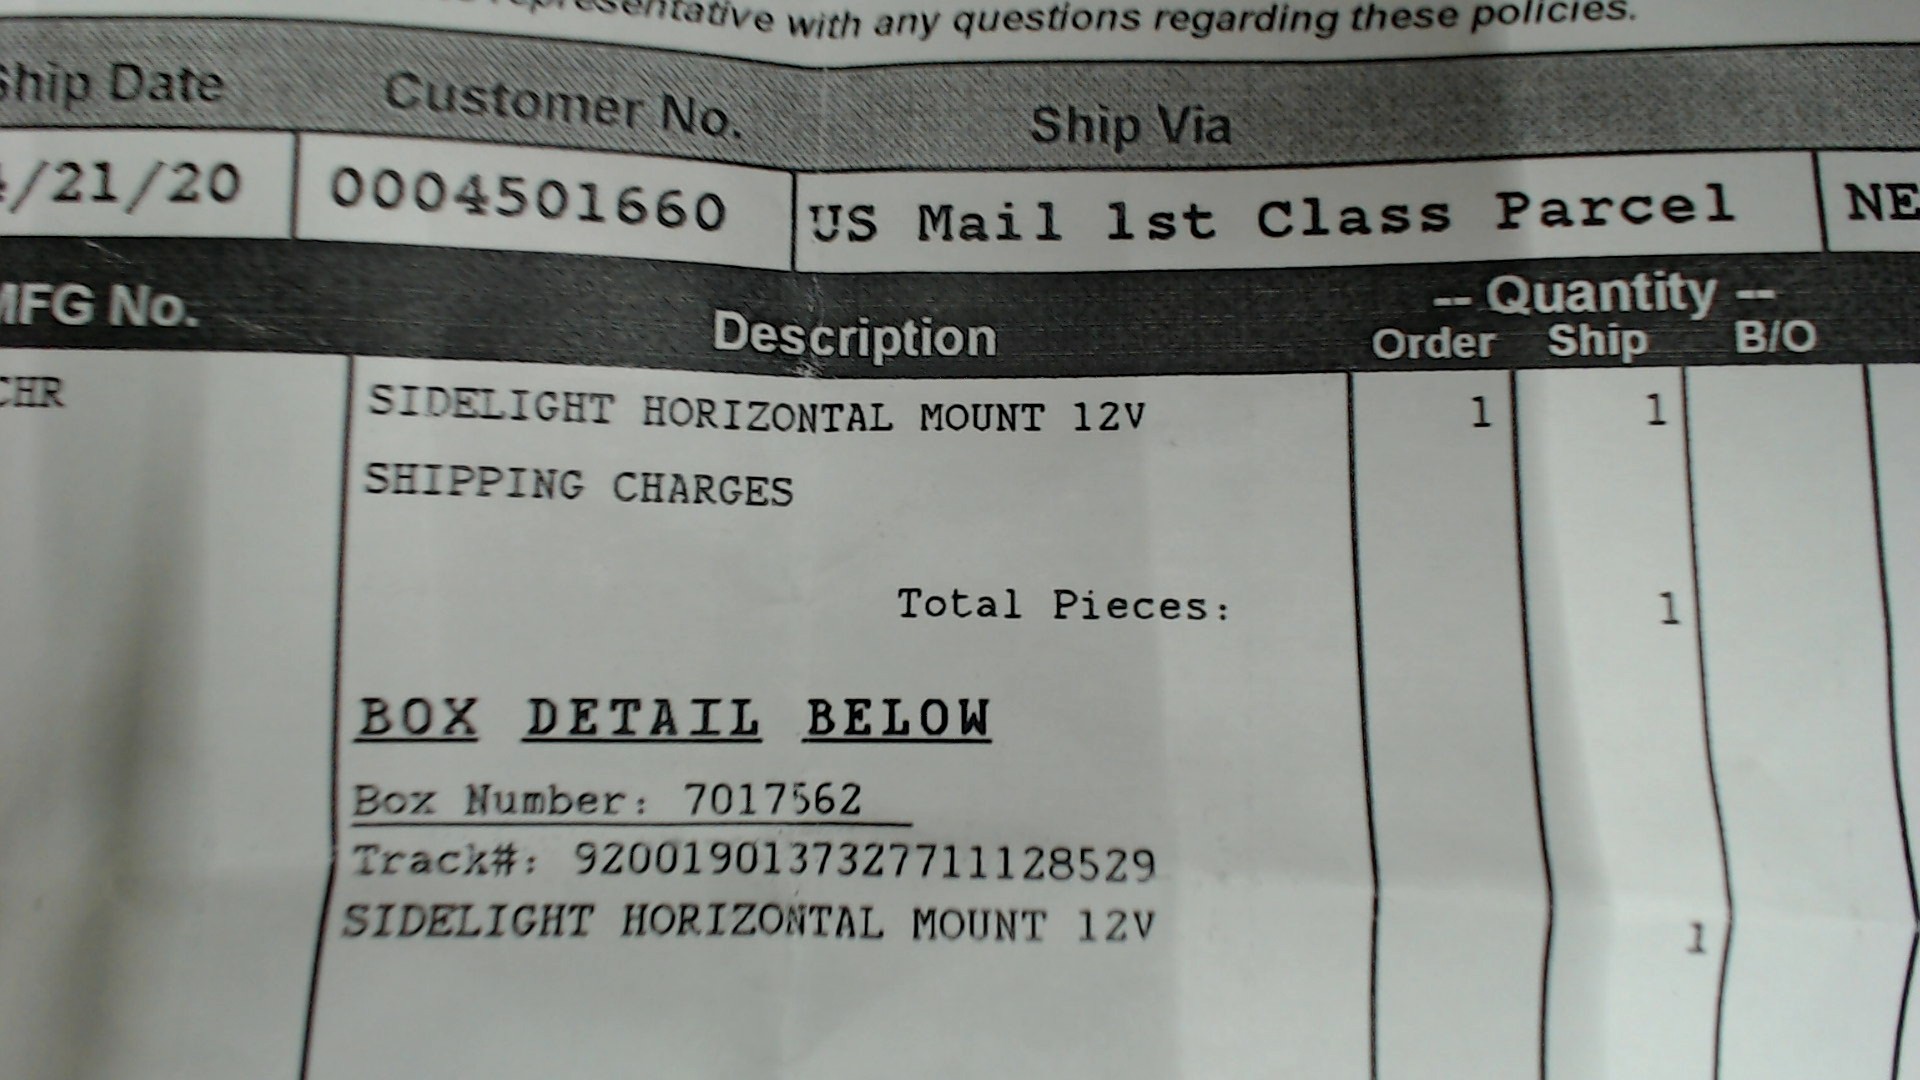 with any questions regarding these policies.
Ship Date Customer No. Ship Via
/21/20 0004501660 US Mail 1st Class Parcel NE
MFG No. Description -- Quantity --
Order Ship B/O
CHR SIDELIGHT HORIZONTAL MOUNT 12V 1 1
SHIPPING CHARGES
Total Pieces: 1
BOX DETAIL BELOW
Box Number: 7017562
Track#: 9200190137327711128529
SIDELIGHT HORIZONTAL MOUNT 12V 1